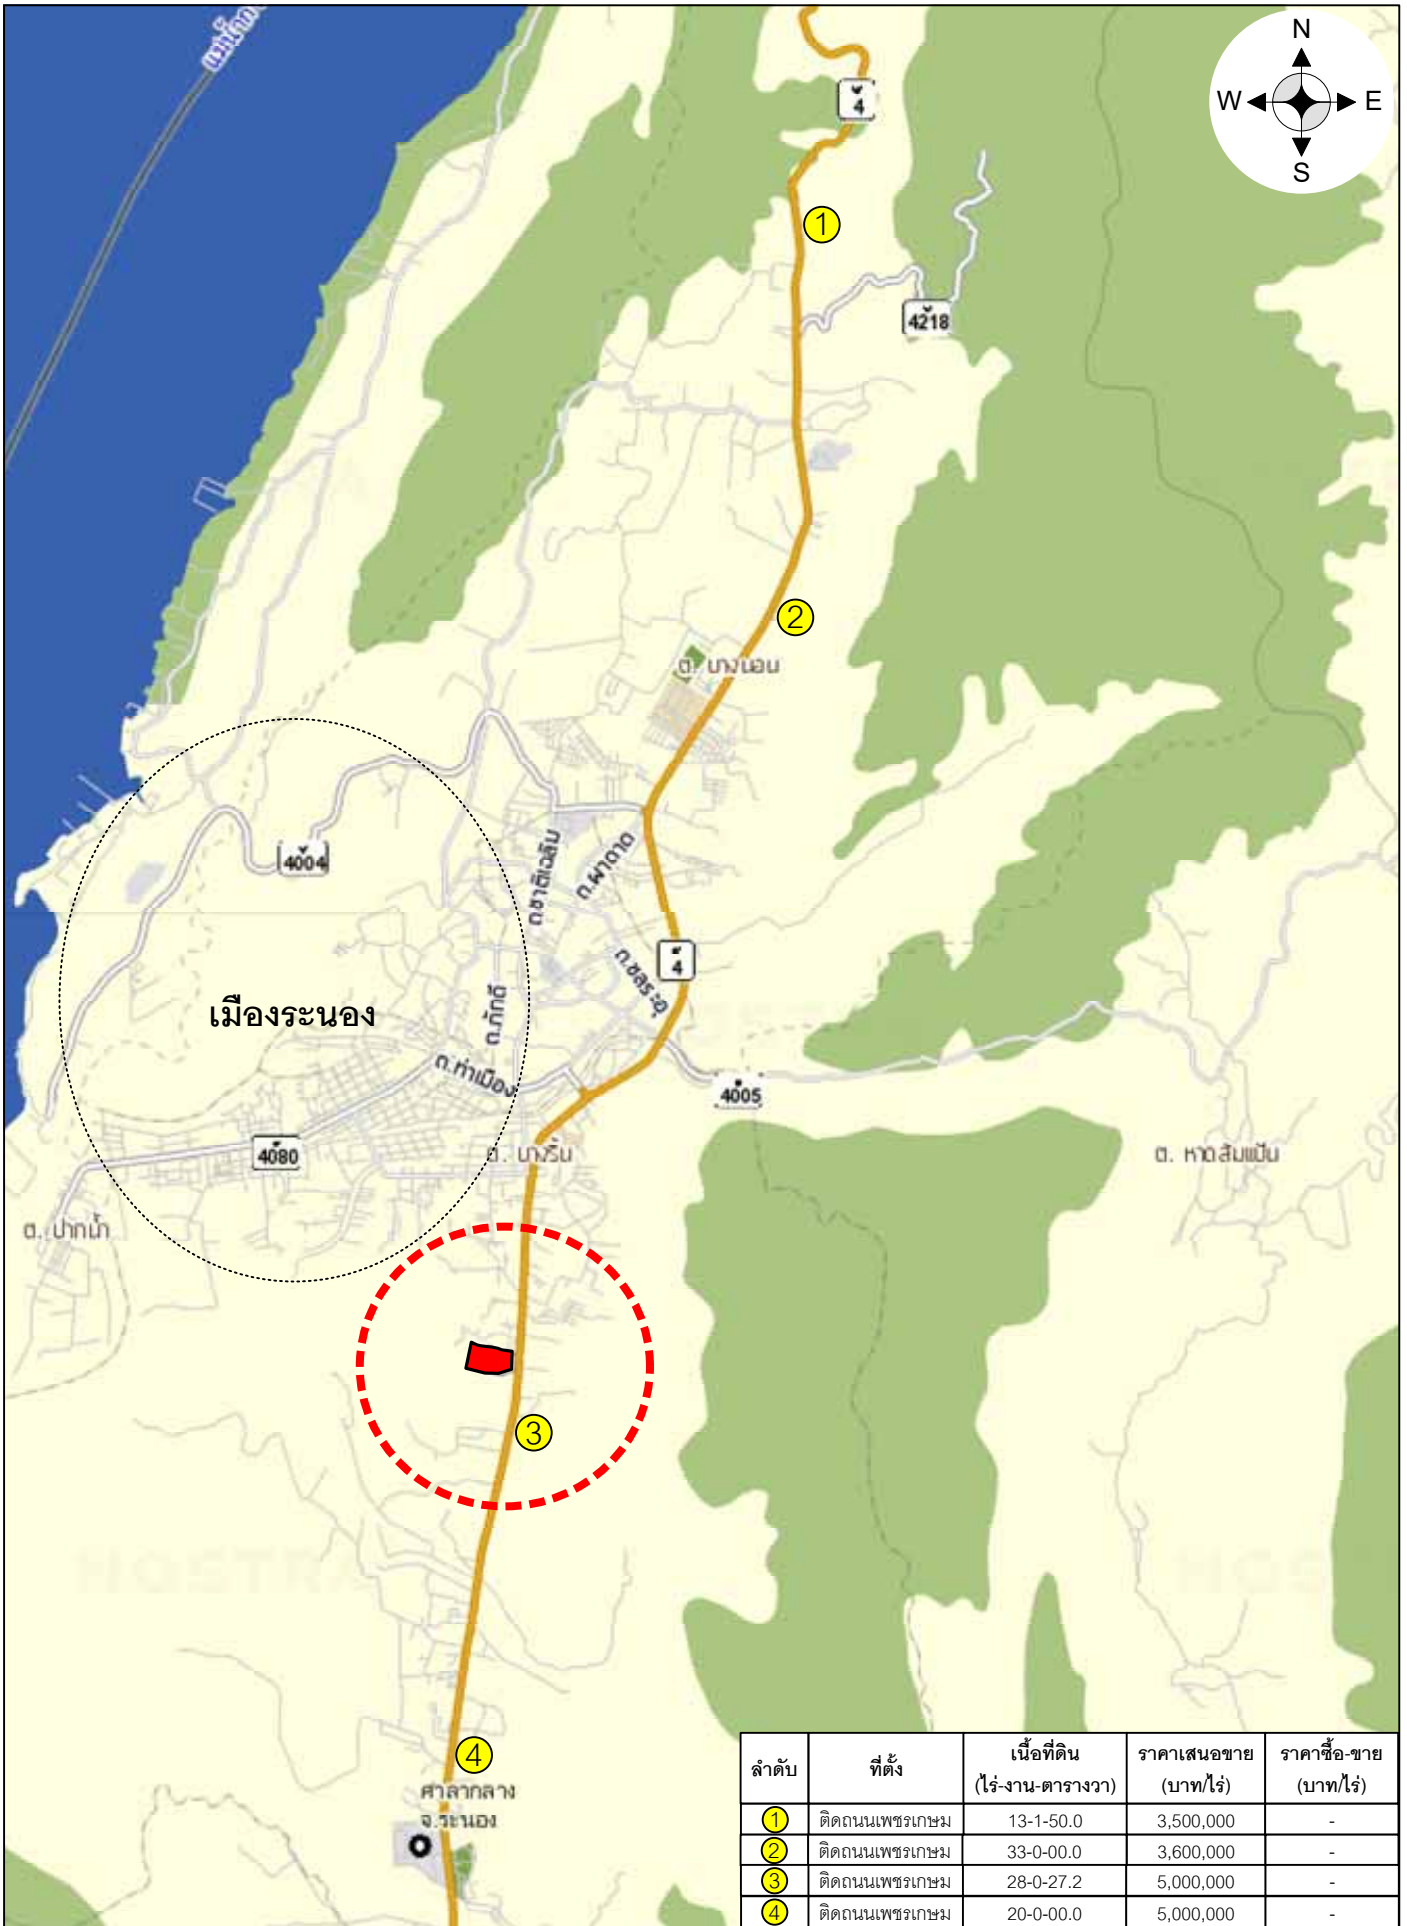 แม่น้ำก
N
W
E
S
4
1
4218
2
ต. บางนอน
4004
ถ.ชาติเฉลิม
ถ.ผาดาด
ถ.ชลระอุ
4
เมืองระนอง
ถ.ภักดี
ถ.ท่าเมือง
4005
4080
ต. บางริ้น
ต. หาดส้มแป้น
ต. ปากน้ำ
3
4
ศาลากลาง
จ.ระนอง
ลำดับ ที่ตั้ง เนื้อที่ดิน (ไร่-งาน-ตารางวา) ราคาเสนอขาย (บาท/ไร่) ราคาซื้อ-ขาย (บาท/ไร่)
1 ติดถนนเพชรเกษม 13-1-50.0 3,500,000 -
2 ติดถนนเพชรเกษม 33-0-00.0 3,600,000 -
3 ติดถนนเพชรเกษม 28-0-27.2 5,000,000 -
4 ติดถนนเพชรเกษม 20-0-00.0 5,000,000 -